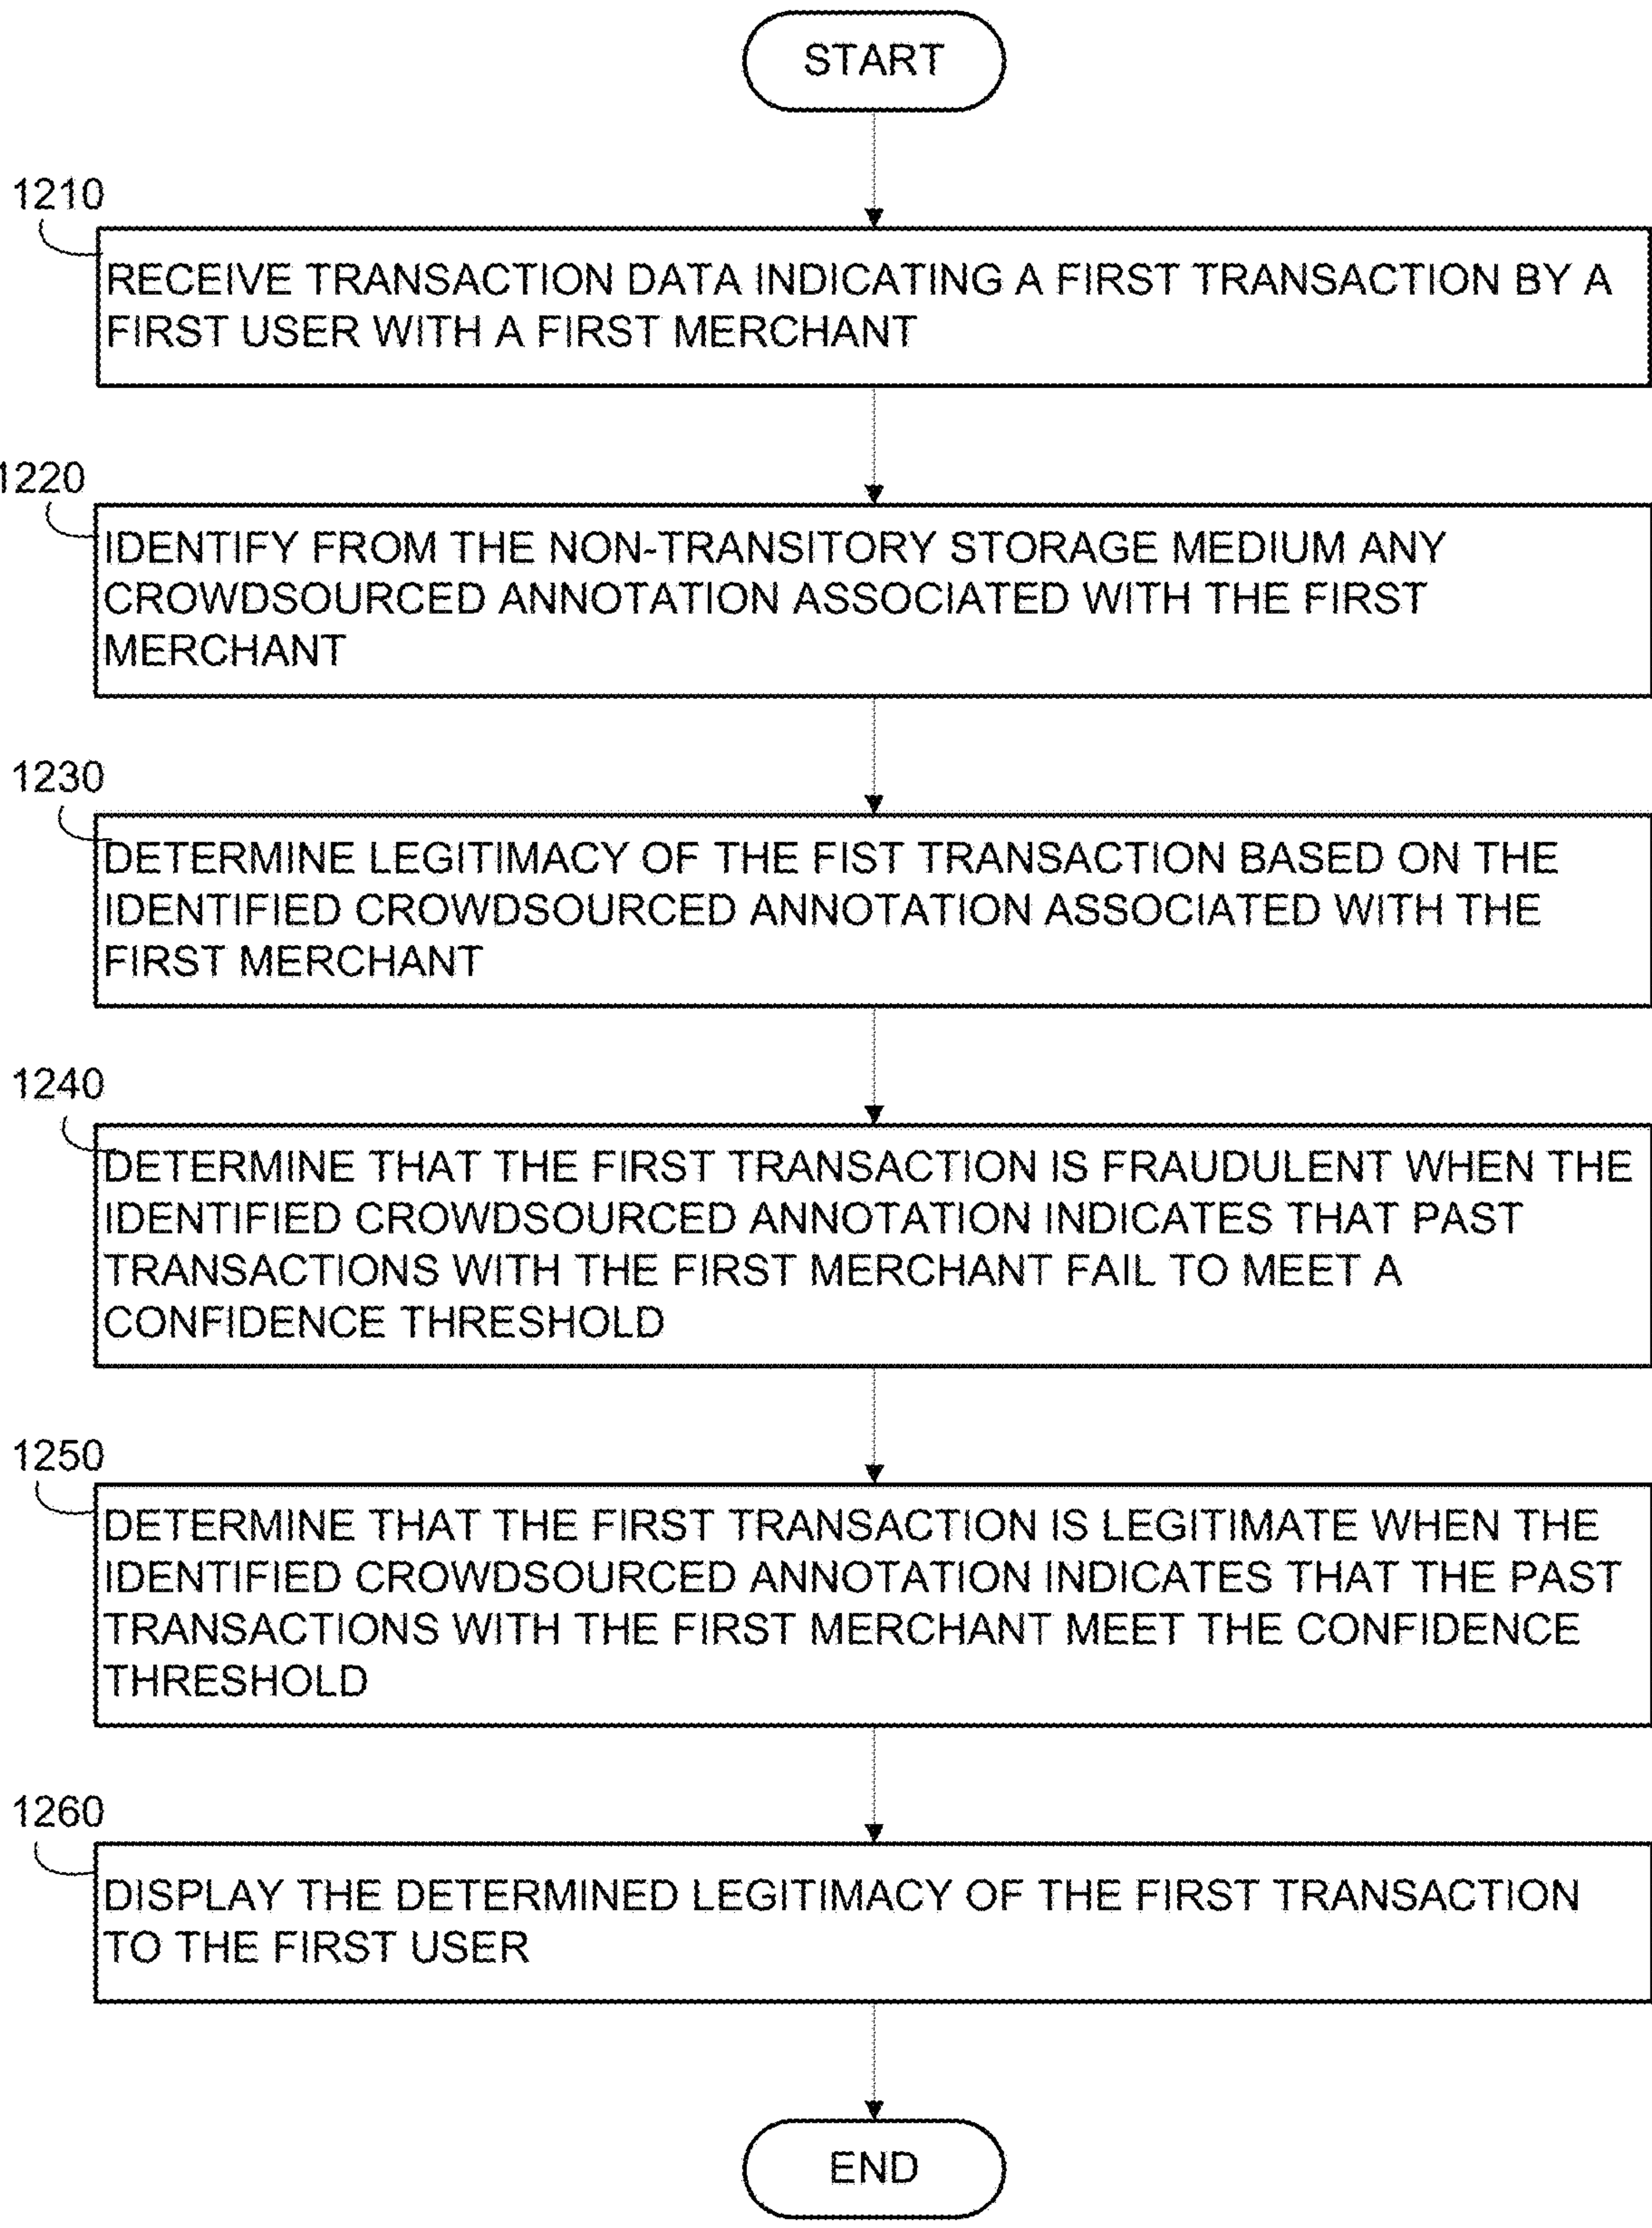 START
1210
RECEIVE TRANSACTION DATA INDICATING A FIRST TRANSACTION BY A
FIRST USER WITH A FIRST MERCHANT
1220
IDENTIFY FROM THE NON-TRANSITORY STORAGE MEDIUM ANY
CROWDSOURCED ANNOTATION ASSOCIATED WITH THE FIRST
MERCHANT
1230
DETERMINE LEGITIMACY OF THE FIST TRANSACTION BASED ON THE
IDENTIFIED CROWDSOURCED ANNOTATION ASSOCIATED WITH THE
FIRST MERCHANT
1240
DETERMINE THAT THE FIRST TRANSACTION IS FRAUDULENT WHEN THE
IDENTIFIED CROWDSOURCED ANNOTATION INDICATES THAT PAST
TRANSACTIONS WITH THE FIRST MERCHANT FAIL TO MEET A
CONFIDENCE THRESHOLD
1250
DETERMINE THAT THE FIRST TRANSACTION IS LEGITIMATE WHEN THE
IDENTIFIED CROWDSOURCED ANNOTATION INDICATES THAT THE PAST
TRANSACTIONS WITH THE FIRST MERCHANT MEET THE CONFIDENCE
THRESHOLD
1260
DISPLAY THE DETERMINED LEGITIMACY OF THE FIRST TRANSACTION
TO THE FIRST USER
END